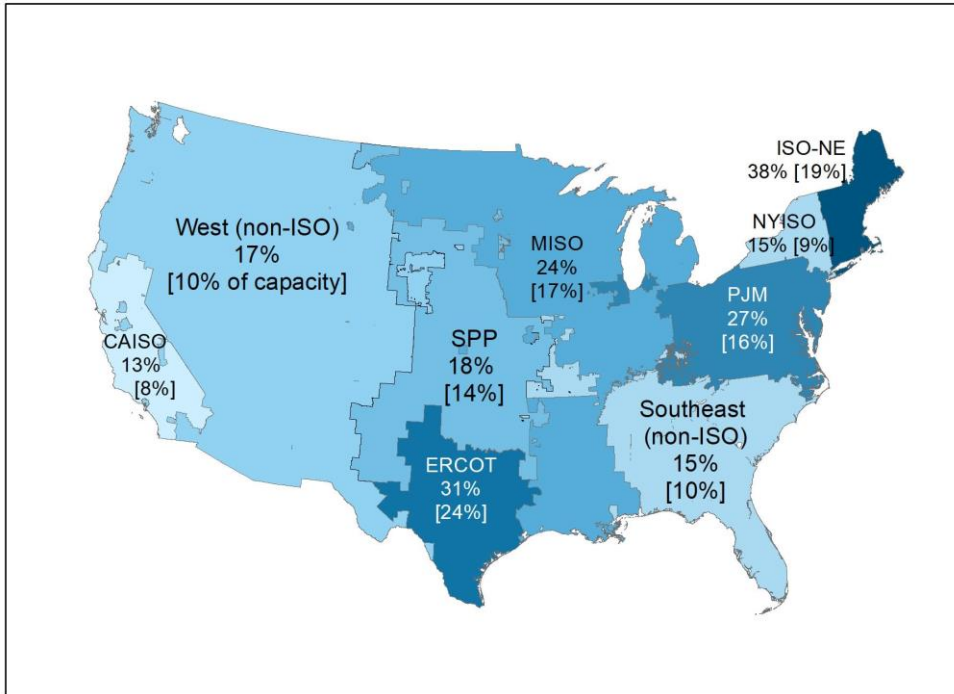 ISO-NE
38% [19%]
NYISO
15% [9%]
West (non-ISO)
17%
[10% of capacity]
MISO
24%
[17%]
PJM
27%
[16%]
CAISO
13%
[8%]
SPP
18%
[14%]
Southeast
(non-ISO)
15%
[10%]
ERCOT
31%
[24%]